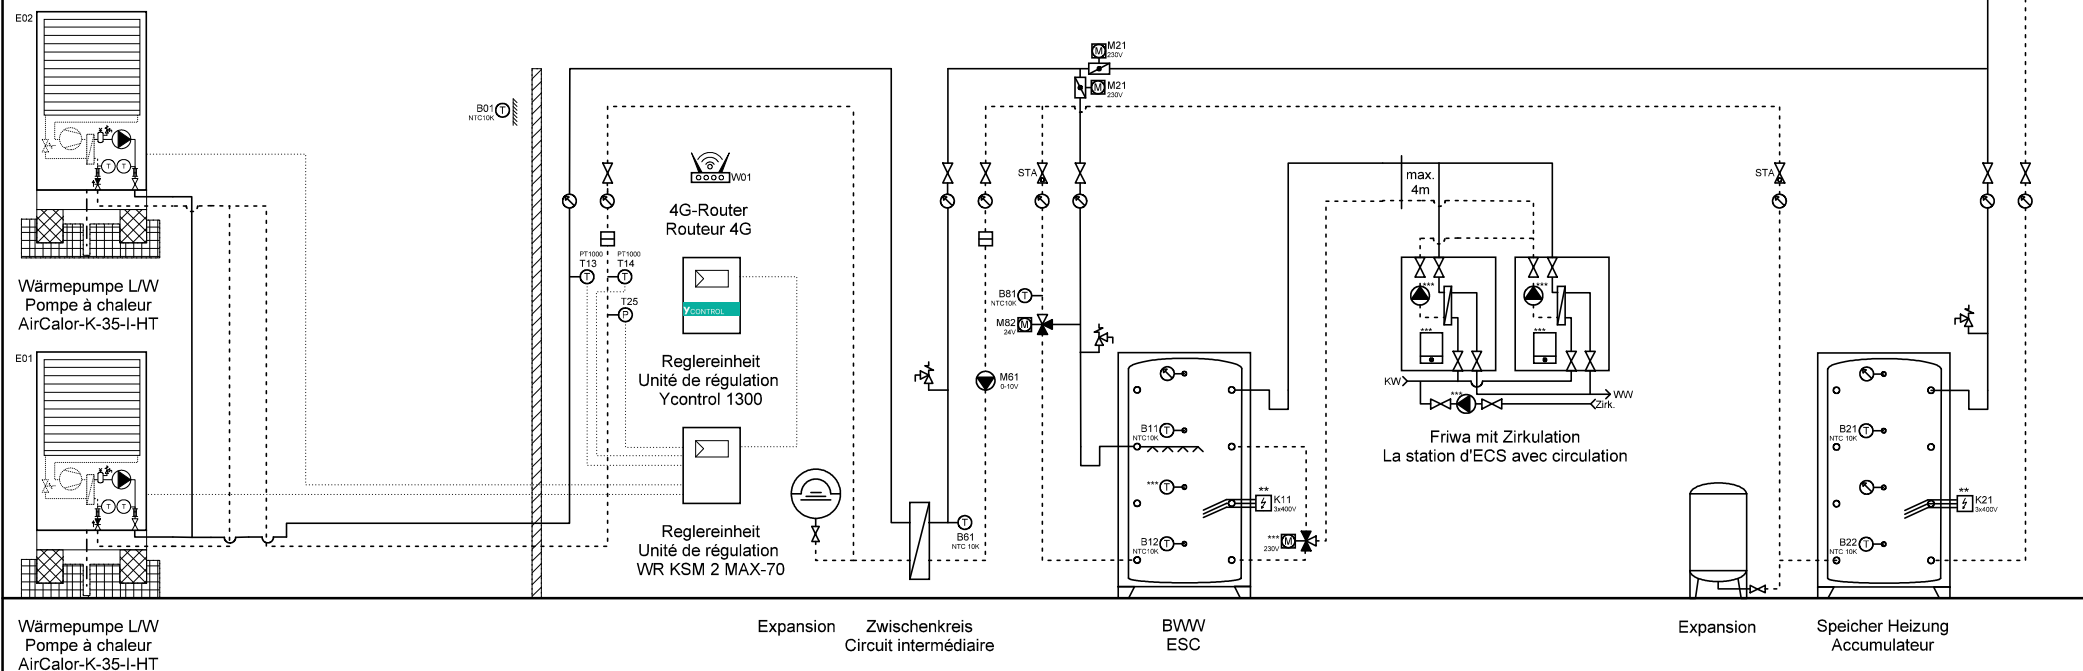 E02
Wärmepumpe L/W
Pompe à chaleur
AirCalor-K-35-I-HT
E01
Wärmepumpe L/W
Pompe à chaleur
AirCalor-K-35-I-HT
B01
NTC10K
T
W01
4G-Router
Routeur 4G
PT1000
T13
T
PT1000
T14
T
T25
P
YCONTROL
Reglereinheit
Unité de régulation
Ycontrol 1300
Reglereinheit
Unité de régulation
WR KSM 2 MAX-70
Expansion
Zwischenkreis
Circuit intermédiaire
T
B61
NTC 10K
M61
0-10V
M
M21
230V
M
M21
230V
STA
B81
NTC10K
T
M82
24V
M
B11
NTC10K
T
***
T
B12
NTC10K
T
**
K11
3x400V
***
230V
M
BWW
ESC
max.
4m
***
***
***
***
KW
WW
***
Zirk.
Friwa mit Zirkulation
La station d'ECS avec circulation
STA
Expansion
B21
NTC 10K
T
**
K21
3x400V
B22
NTC 10K
T
Speicher Heizung
Accumulateur